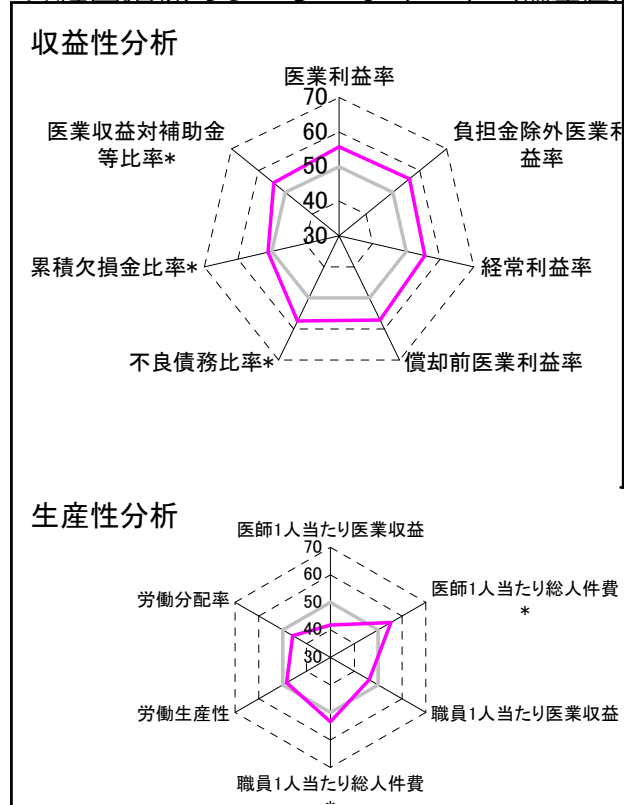 収益性分析
医業利益率
70
60
50
40
30
医業収益対補助金
等比率*
負担金除外医業利
益率
累積欠損金比率*
経常利益率
不良債務比率*
償却前医業利益率
生産性分析
医師1人当たり医業収益
70
60
50
40
30
労働分配率
医師1人当たり総人件費
*
労働生産性
職員1人当たり医業収益
職員1人当たり総人件費
*